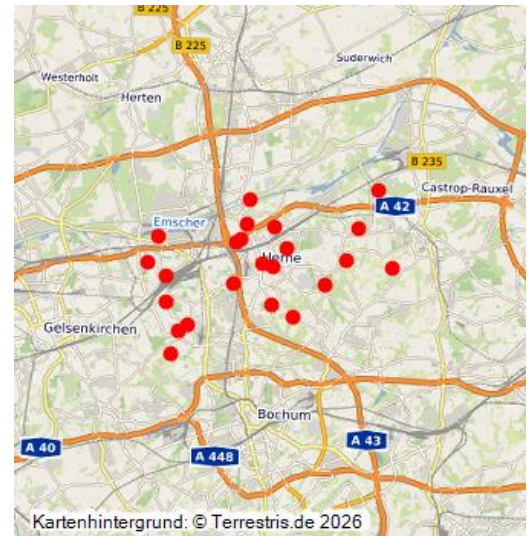 B 225
B 225
Suderwich
Westerholt
Herten
B 235
Castrop-Rauxel
A 42
Emscher
Herne
Gelsenkirchen
Bochum
A 43
A 40
A 448
Kartenhintergrund: © Terrestris.de 2026